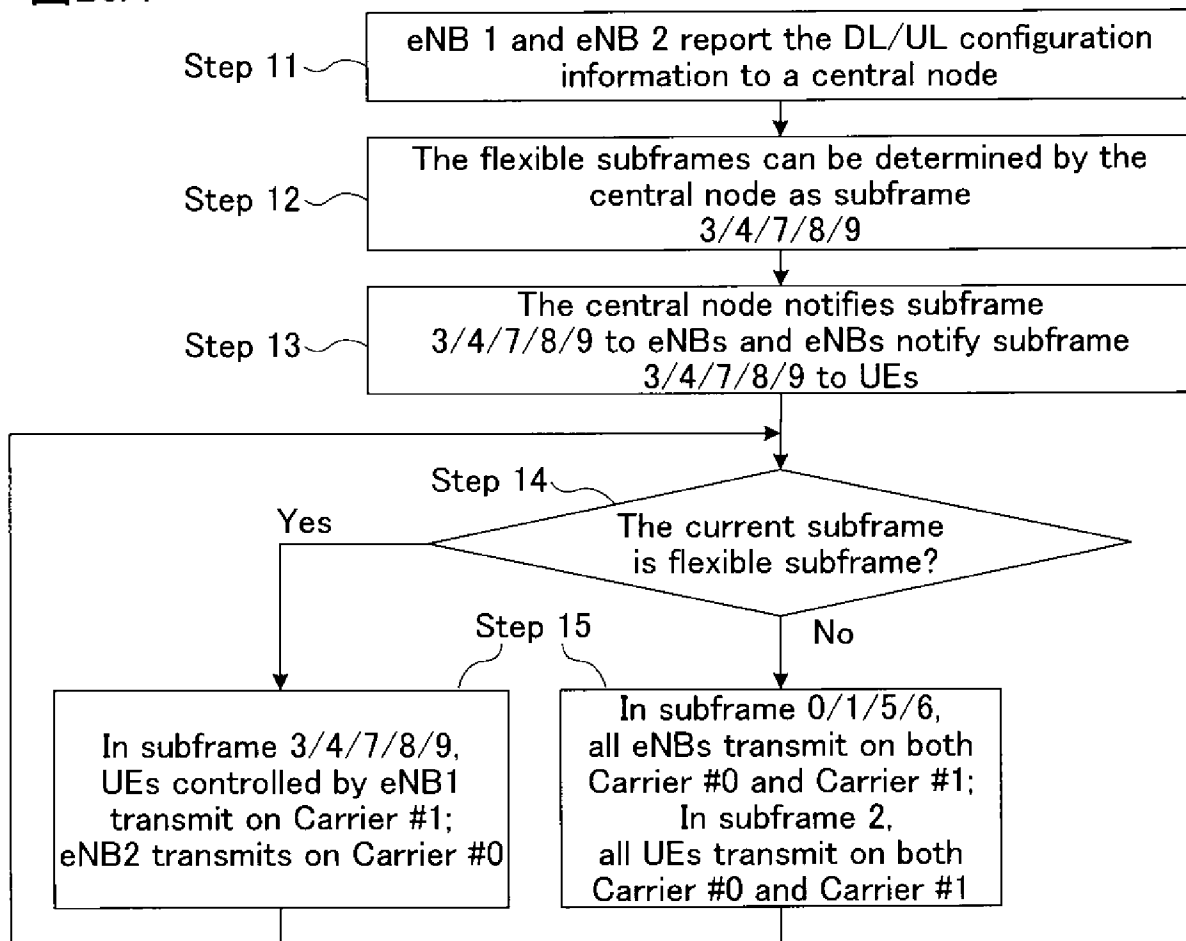 Step 11
eNB 1 and eNB 2 report the DL/UL configuration
information to a central node
Step 12
The flexible subframes can be determined by the
central node as subframe
3/4/7/8/9
Step 13
The central node notifies subframe
3/4/7/8/9 to eNBs and eNBs notify subframe
3/4/7/8/9 to UEs
Step 14
The current subframe
is flexible subframe?
Yes
No
Step 15
In subframe 3/4/7/8/9,
UEs controlled by eNB1
transmit on Carrier #1;
eNB2 transmits on Carrier #0
In subframe 0/1/5/6,
all eNBs transmit on both
Carrier #0 and Carrier #1;
In subframe 2,
all UEs transmit on both
Carrier #0 and Carrier #1